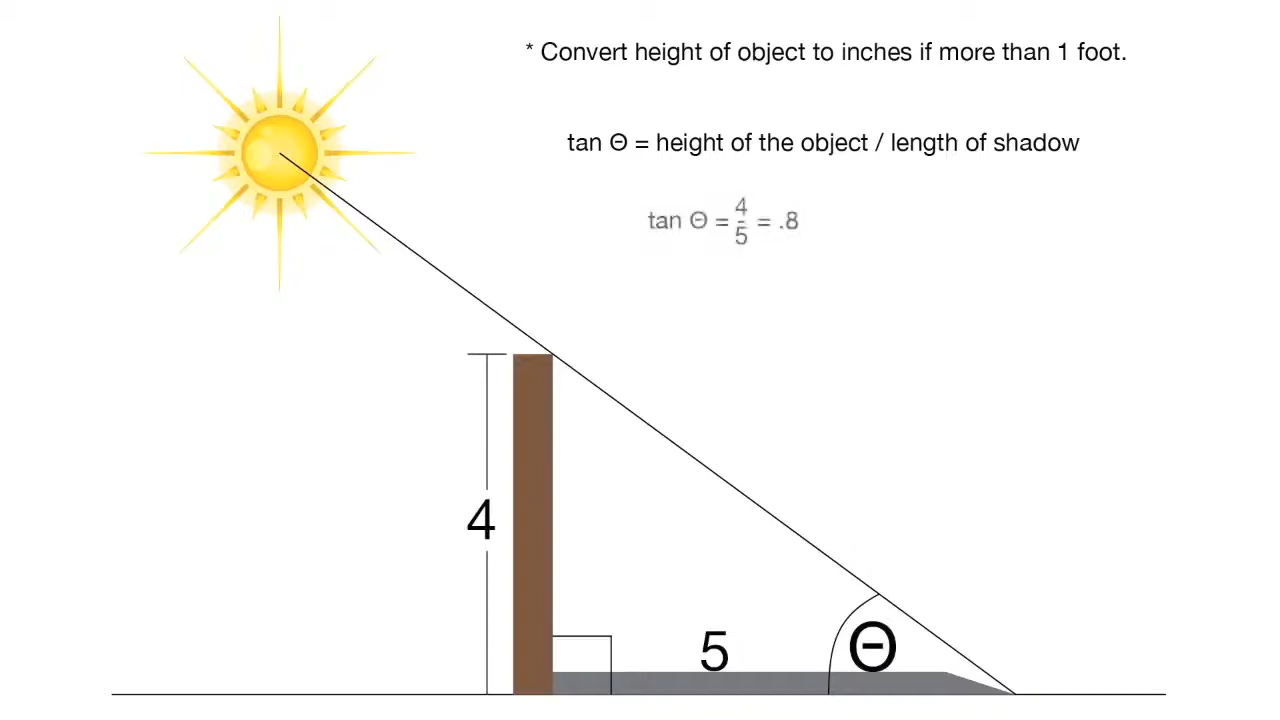 * Convert height of object to inches if more than 1 foot.
tan Θ = height of the object / length of shadow
tan Θ = 4/5 = .8
4
5
Θ